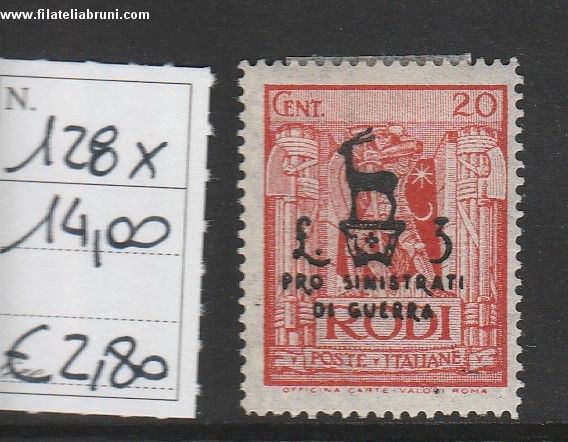 www.filateliabruni.com
N.
128 x
14,00
€ 2,80
CENT. 20
£. 3
PRO SINISTRATI
DI GUERRA
RODI
POSTE ITALIANE
OFFICINA CARTE-VALORI ROMA